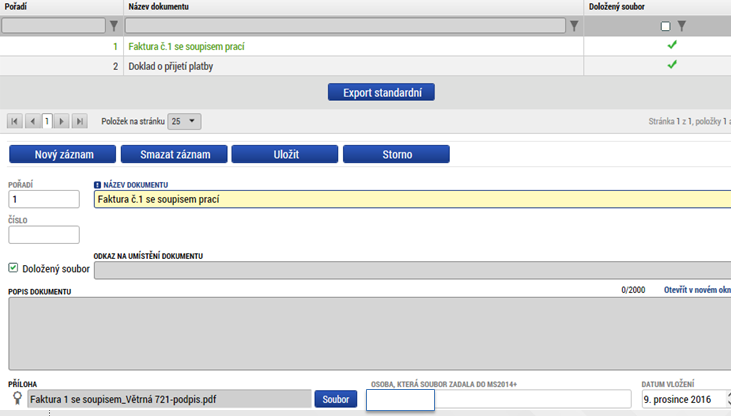 Pořadí Název dokumentu Doložený soubor
1 Faktura č.1 se soupisem prací
2 Doklad o přijetí platby
Export standardní
1 Položek na stránku 25 Stránka 1 z 1, položky 1
Nový záznam Smazat záznam Uložit Storno
POŘADÍ NÁZEV DOKUMENTU
1 Faktura č.1 se soupisem prací
ČÍSLO
ODKAZ NA UMÍSTĚNÍ DOKUMENTU
Doložený soubor
POPIS DOKUMENTU 0/2000 Otevřít v novém okn
PŘÍLOHA OSOBA, KTERÁ SOUBOR ZADALA DO MS2014+ DATUM VLOŽENÍ
Faktura 1 se soupisem_Větrná 721-podpis.pdf Soubor 9. prosince 2016